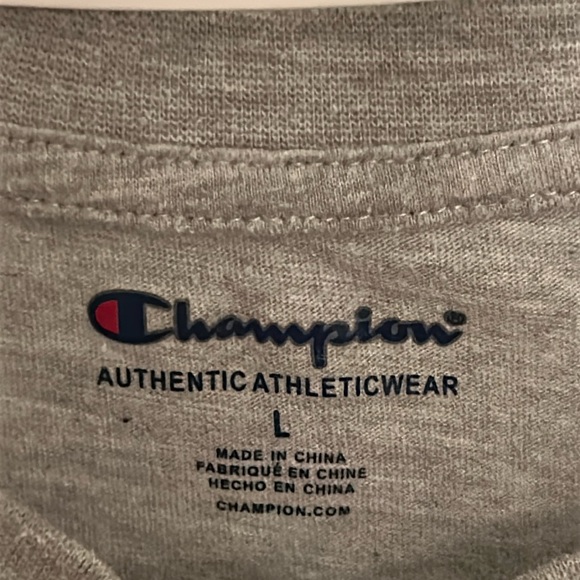 Champion®
AUTHENTIC ATHLETICWEAR
L
MADE IN CHINA
FABRIQUÉ EN CHINE
HECHO EN CHINA
CHAMPION.COM